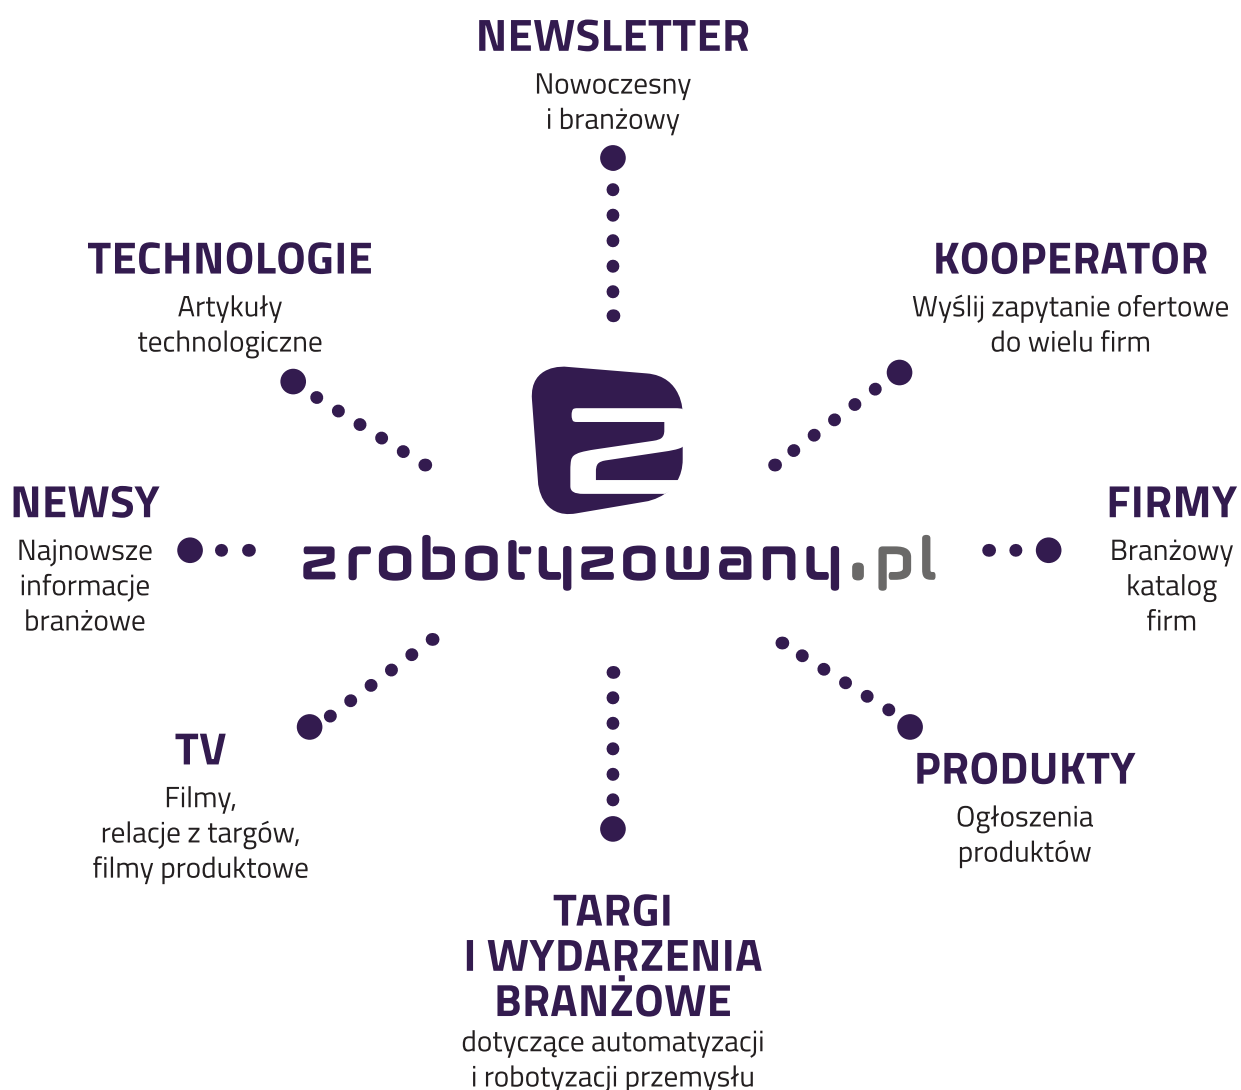 NEWSLETTER
Nowoczesny
i branżowy
TECHNOLOGIE
Artykuły
technologiczne
KOOPERATOR
Wyślij zapytanie ofertowe
do wielu firm
NEWSY
Najnowsze
informacje
branżowe
zrobotyzowany.pl
FIRMY
Branżowy
katalog
firm
TV
Filmy,
relacje z targów,
filmy produktowe
PRODUKTY
Ogłoszenia
produktów
TARGI
I WYDARZENIA
BRANŻOWE
dotyczące automatyzacji
i robotyzacji przemysłu